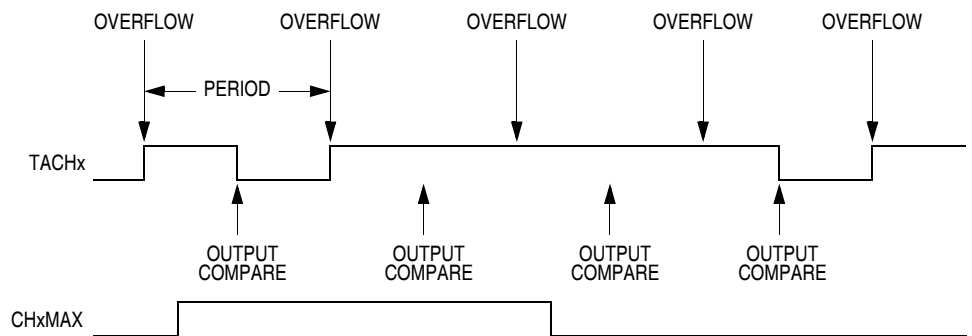 OVERFLOW OVERFLOW OVERFLOW OVERFLOW OVERFLOW
PERIOD
TACHx
OUTPUT OUTPUT OUTPUT OUTPUT
COMPARE COMPARE COMPARE COMPARE
CHxMAX